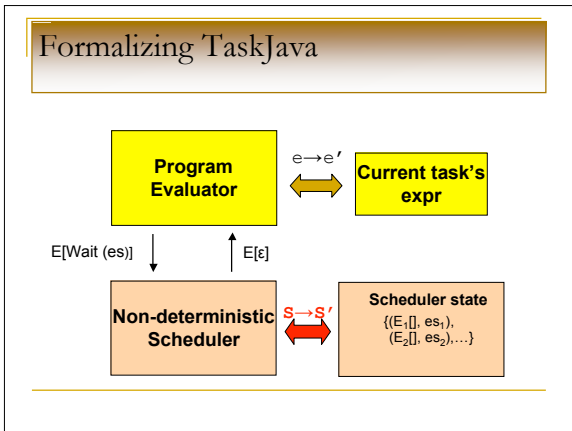 Formalizing TaskJava
Program
Evaluator
e→e′
Current task's
expr
E[Wait (es)]
E[ε]
Non-deterministic
Scheduler
S→S′
Scheduler state
{(E₁[], es₁),
(E₂[], es₂),…}